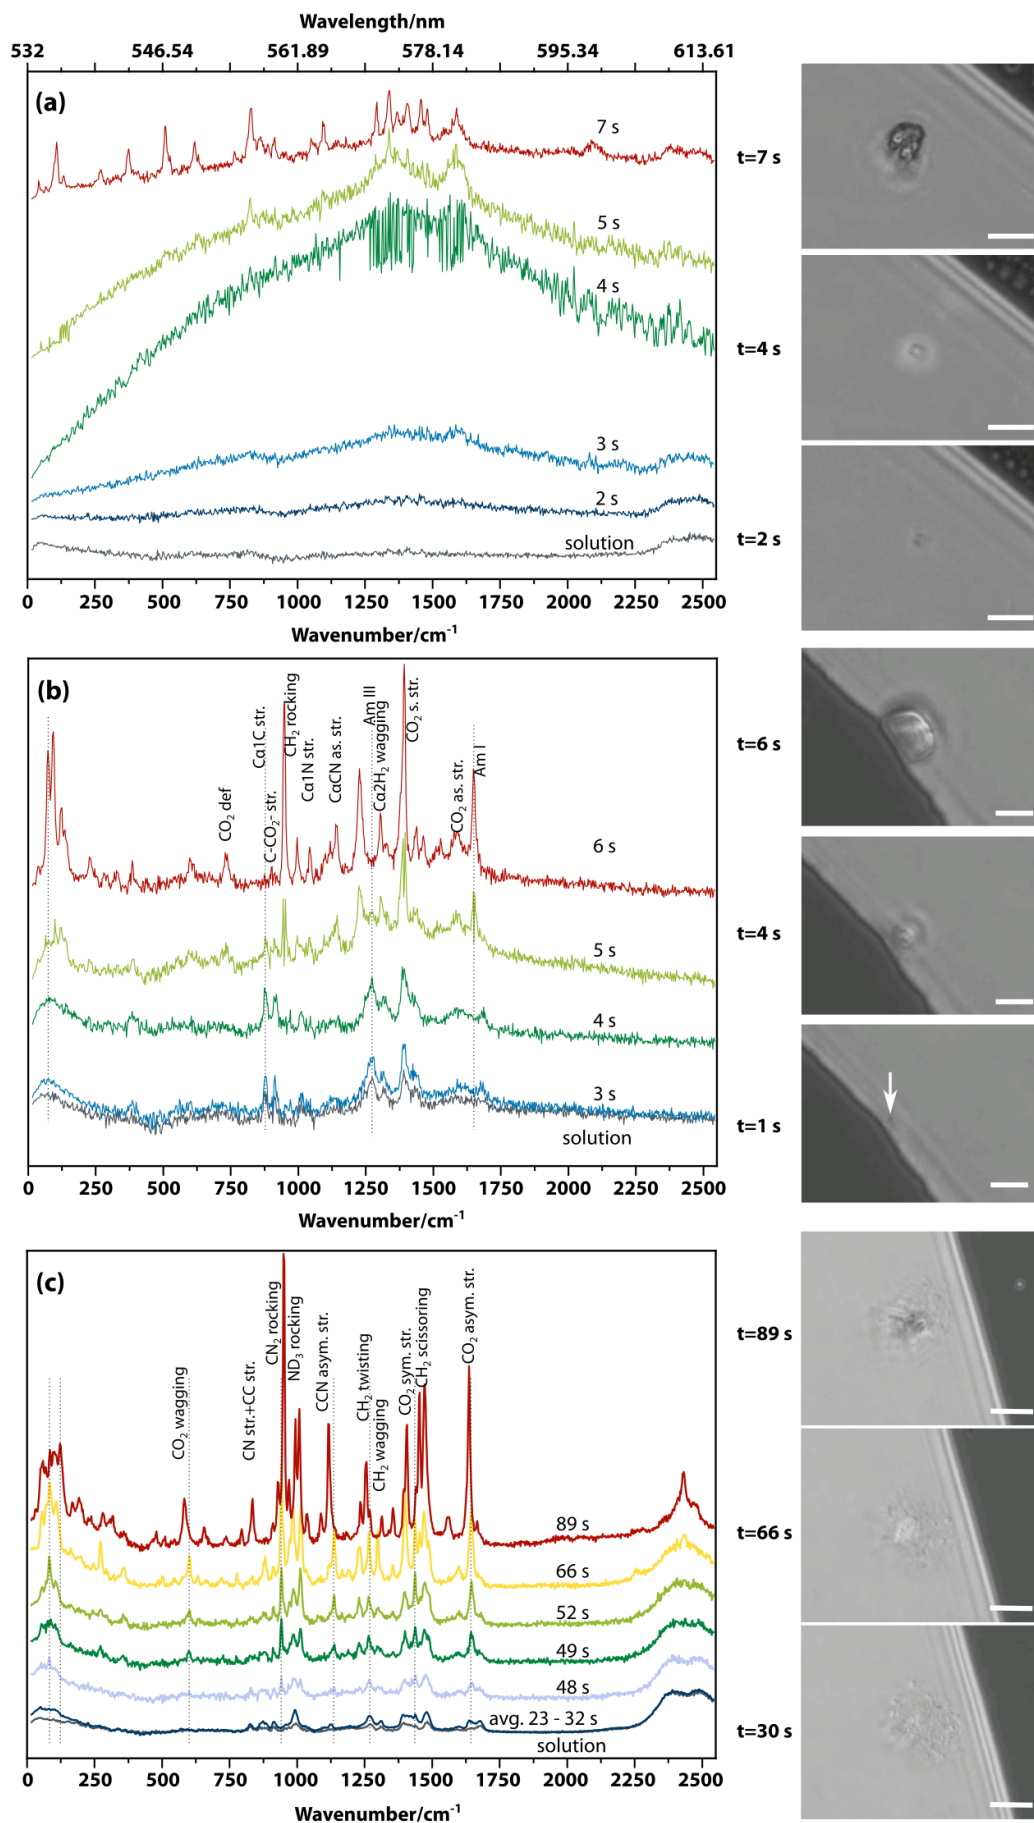 Wavelength/nm
532 546.54 561.89 578.14 595.34 613.61
(a)
7 s
5 s
4 s
3 s
2 s
solution
0 250 500 750 1000 1250 1500 1750 2000 2250 2500
Wavenumber/cm⁻¹
t=7 s
t=4 s
t=2 s
(b)
CO₂ def
Cα1C str.
C-CO₂- str.
CH₂ rocking
Cα1N str.
CαCN as. str.
Am III
Cα2H₂ wagging
CO₂ s. str.
CO₂ as. str.
Am I
6 s
5 s
4 s
3 s
solution
0 250 500 750 1000 1250 1500 1750 2000 2250 2500
Wavenumber/cm⁻¹
t=6 s
t=4 s
t=1 s
(c)
CO₂ wagging
CN str.+CC str.
CN₂ rocking
ND₃ rocking
CCN asym. str.
CH₂ twisting
CH₂ wagging
CO₂ sym. str.
CH₂ scissoring
CO₂ asym. str.
89 s
66 s
52 s
49 s
48 s
avg. 23 - 32 s
solution
0 250 500 750 1000 1250 1500 1750 2000 2250 2500
Wavenumber/cm⁻¹
t=89 s
t=66 s
t=30 s